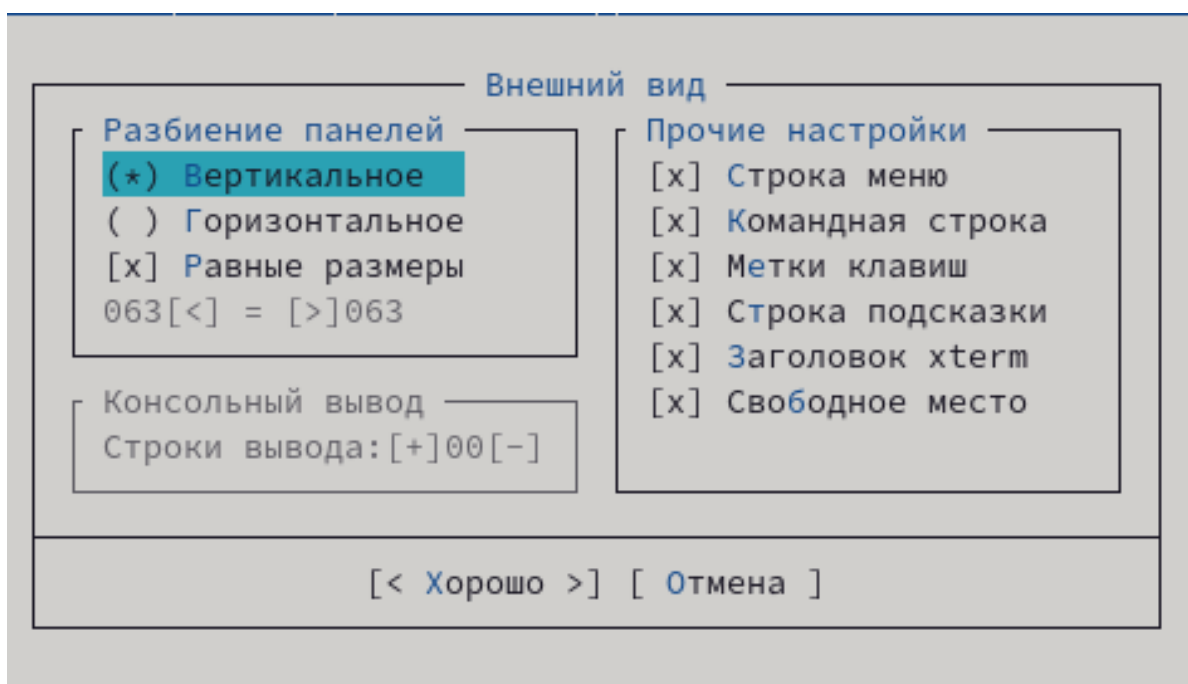 Внешний вид
Разбиение панелей
(*) Вертикальное
( ) Горизонтальное
[x] Равные размеры
063[<] = [>]063
Консольный вывод
Строки вывода:[+]00[-]
Прочие настройки
[x] Строка меню
[x] Командная строка
[x] Метки клавиш
[x] Строка подсказки
[x] Заголовок xterm
[x] Свободное место
[< Хорошо >] [ Отмена ]